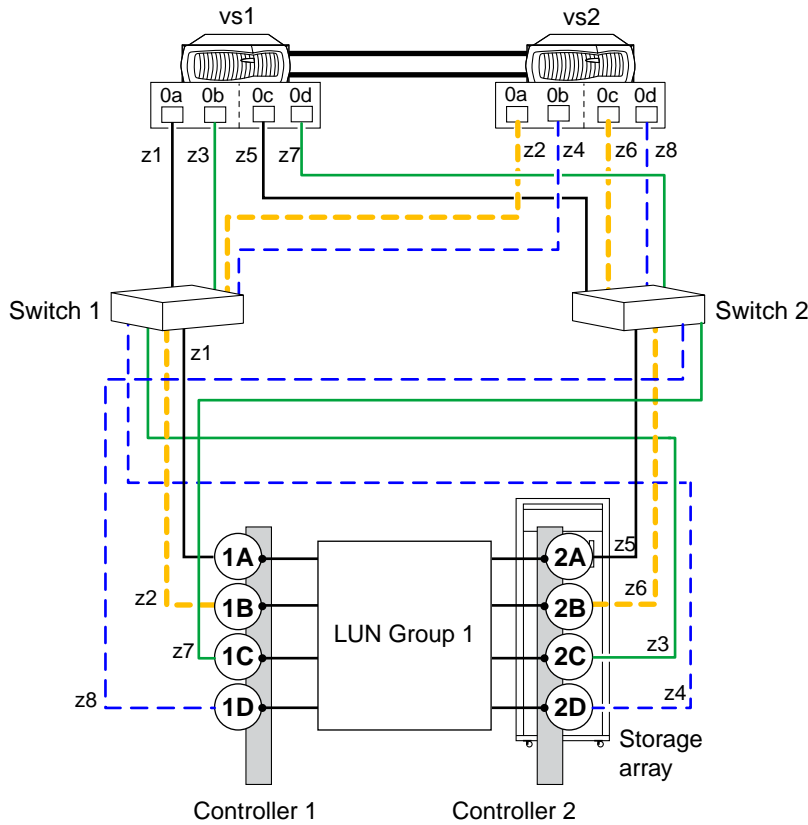 vs1 vs2
0a 0b 0c 0d 0a 0b 0c 0d
z1 z3 z5 z7 z2 z4 z6 z8
Switch 1 Switch 2
z1
1A 2A z5
z2 1B 2B z6
LUN Group 1
z7 1C 2C z3
z8 1D 2D z4
Storage
array
Controller 1 Controller 2